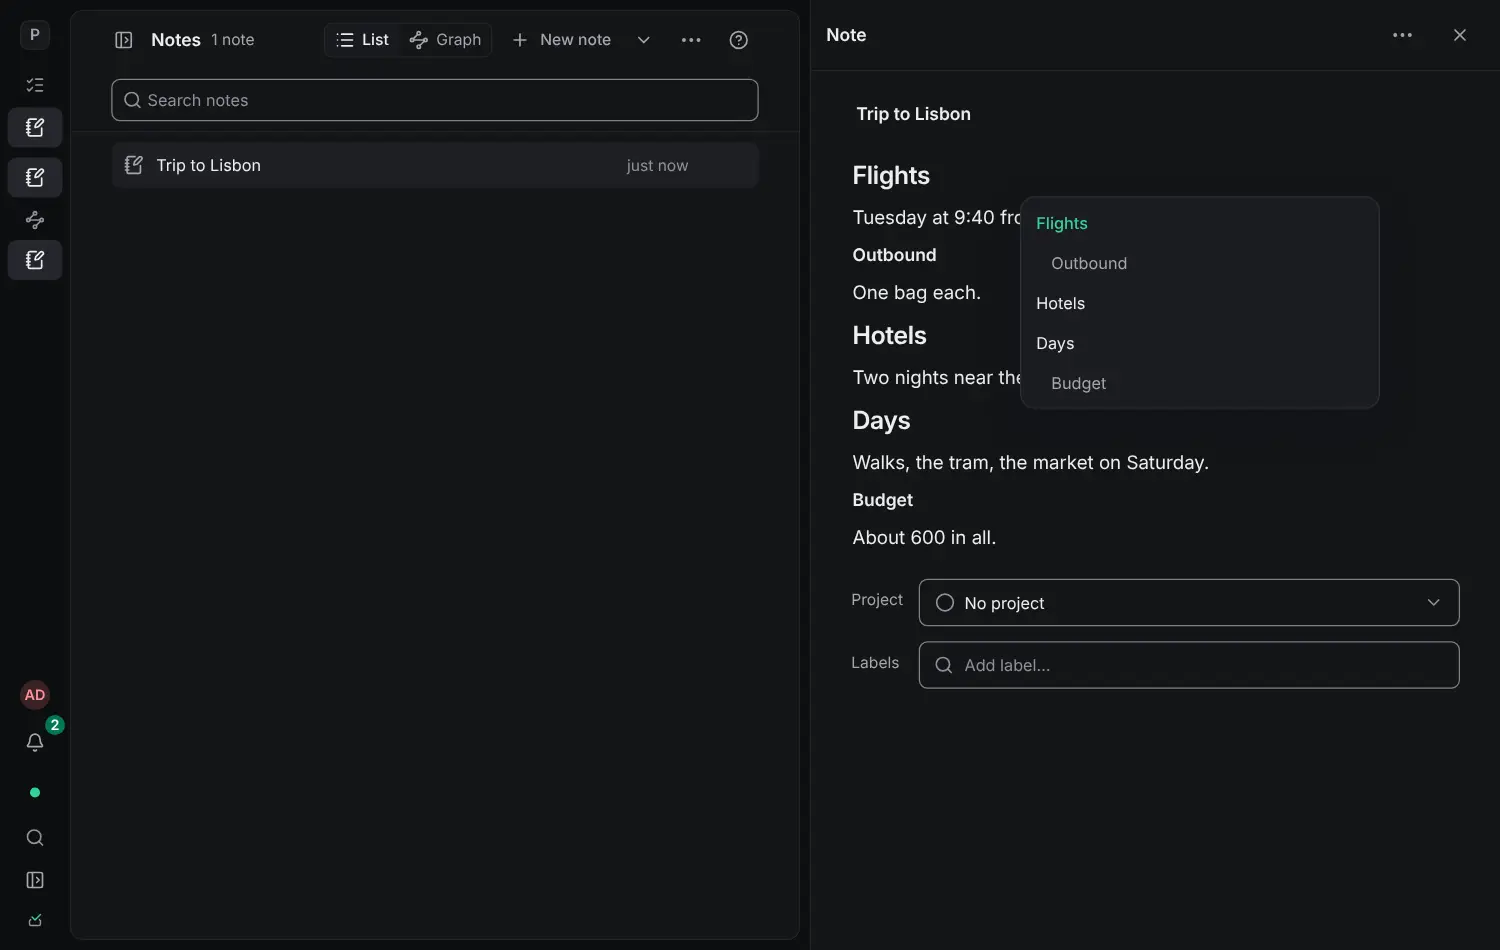 P
Notes 1 note
List
Graph
New note
Search notes
Trip to Lisbon
just now
AD
2
Note
Trip to Lisbon
Flights
Tuesday at 9:40
Outbound
One bag each.
Hotels
Two nights near
Days
Walks, the tram, the market on Saturday.
Budget
About 600 in all.
Flights
Outbound
Hotels
Days
Budget
Project
No project
Labels
Add label...